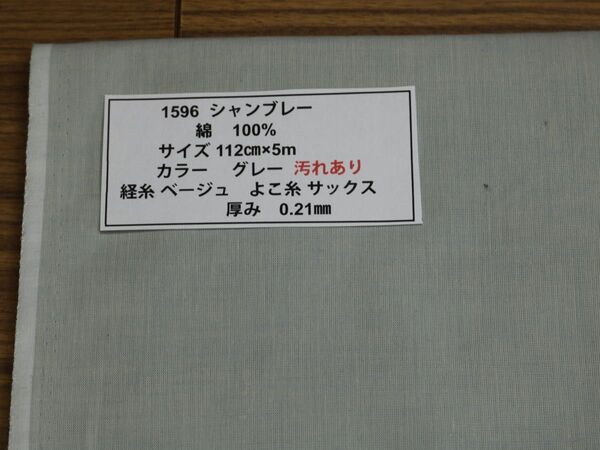 1596 シャンブレー
綿 100%
サイズ 112㎝×5m
カラー グレー 汚れあり
経糸 ベージュ よこ糸 サックス
厚み 0.21㎜